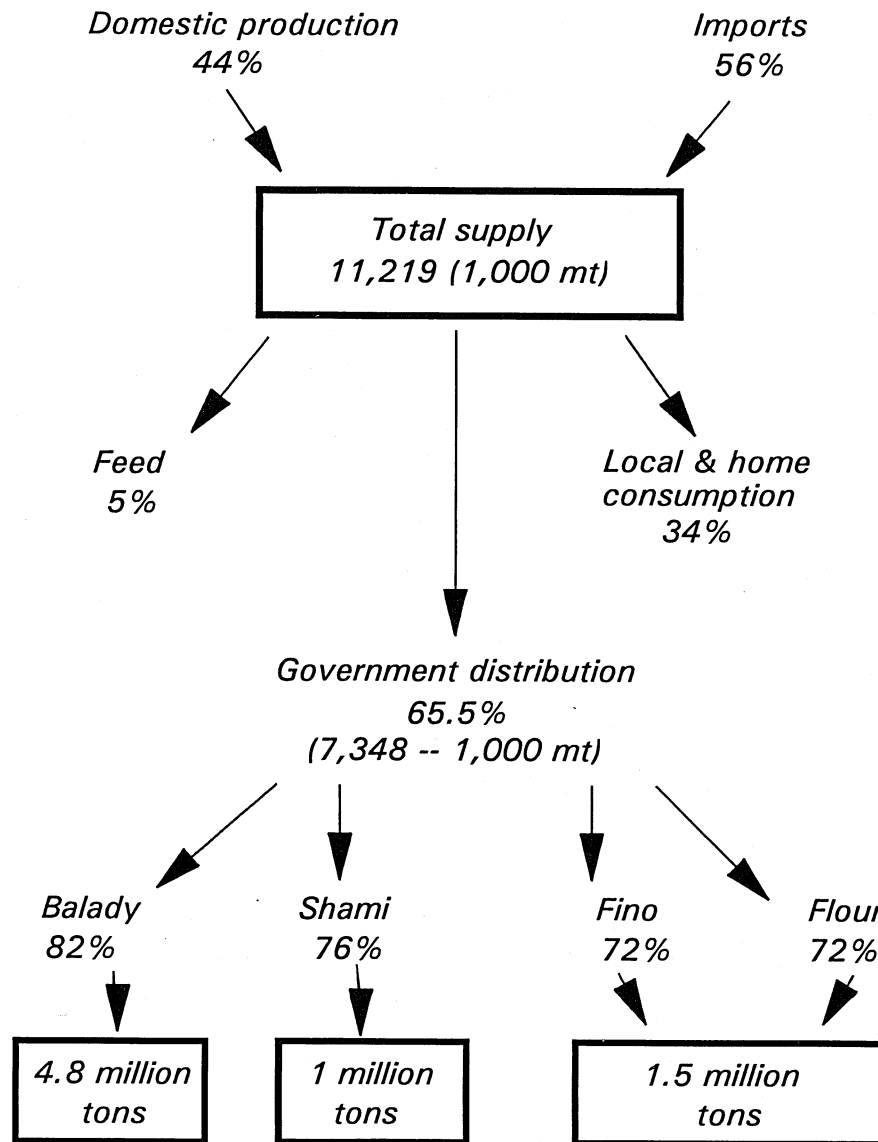 Domestic production
44%
Imports
56%
Total supply
11,219 (1,000 mt)
Feed
5%
Local & home
consumption
34%
Government distribution
65.5%
(7,348 -- 1,000 mt)
Balady
82%
Shami
76%
Fino
72%
Flour
72%
4.8 million
tons
1 million
tons
1.5 million
tons